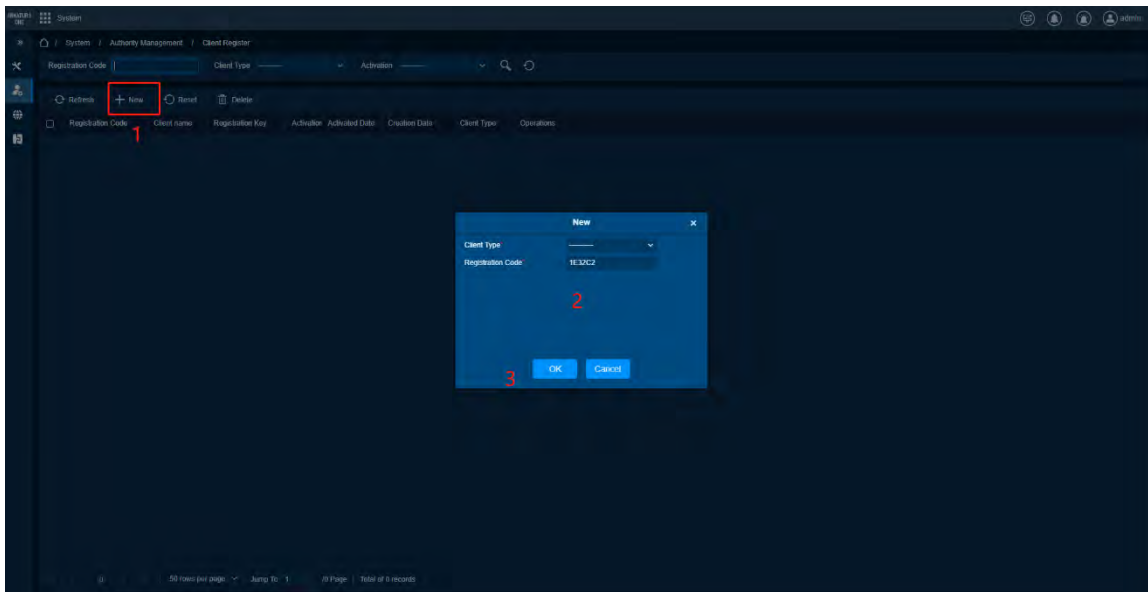 System
admin
/ System / Authority Management / Client Register
Registration Code Client Type Activation
Refresh New Reset Delete
1
Registration Code Client name Registration Key Activation Activated Date Creation Date Client Type Operations
New
Client Type
Registration Code 1E32C2
2
OK Cancel
3
50 rows per page Jump To 1 /0 Page Total of 0 records